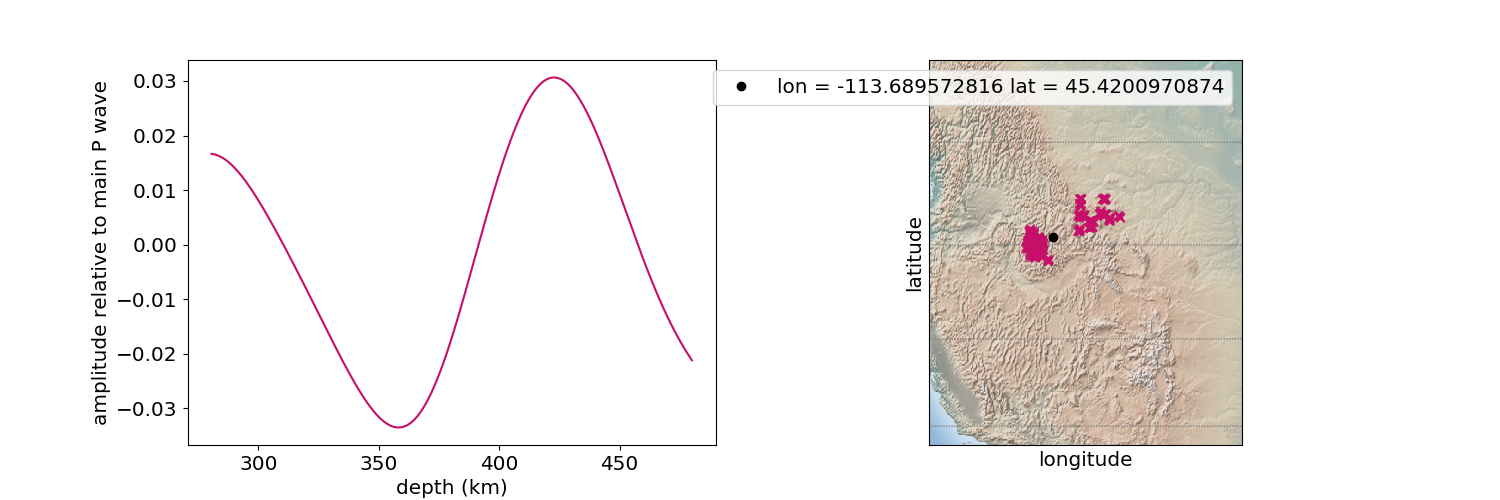 amplitude relative to main P wave
0.03
0.02
0.01
0.00
−0.01
−0.02
−0.03
300 350 400 450
depth (km)
lon = -113.689572816 lat = 45.4200970874
latitude
longitude